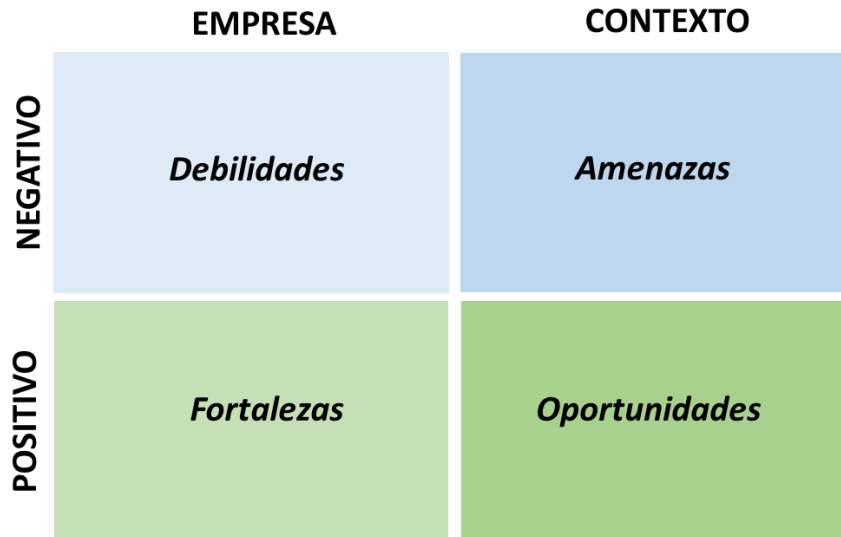 EMPRESA
CONTEXTO
NEGATIVO
Debilidades
Amenazas
POSITIVO
Fortalezas
Oportunidades